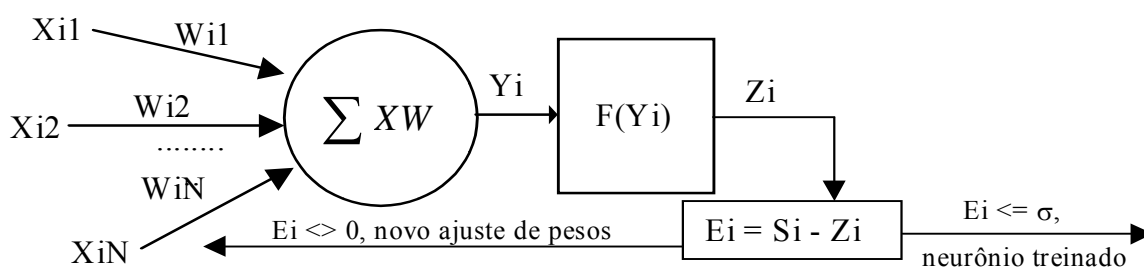 Xi1
Wi1
Xi2
Wi2
........
WiN
XiN
∑ XW
Yi
F(Yi)
Zi
Ei = Si - Zi
Ei <> 0, novo ajuste de pesos
Ei <= σ,
neurônio treinado